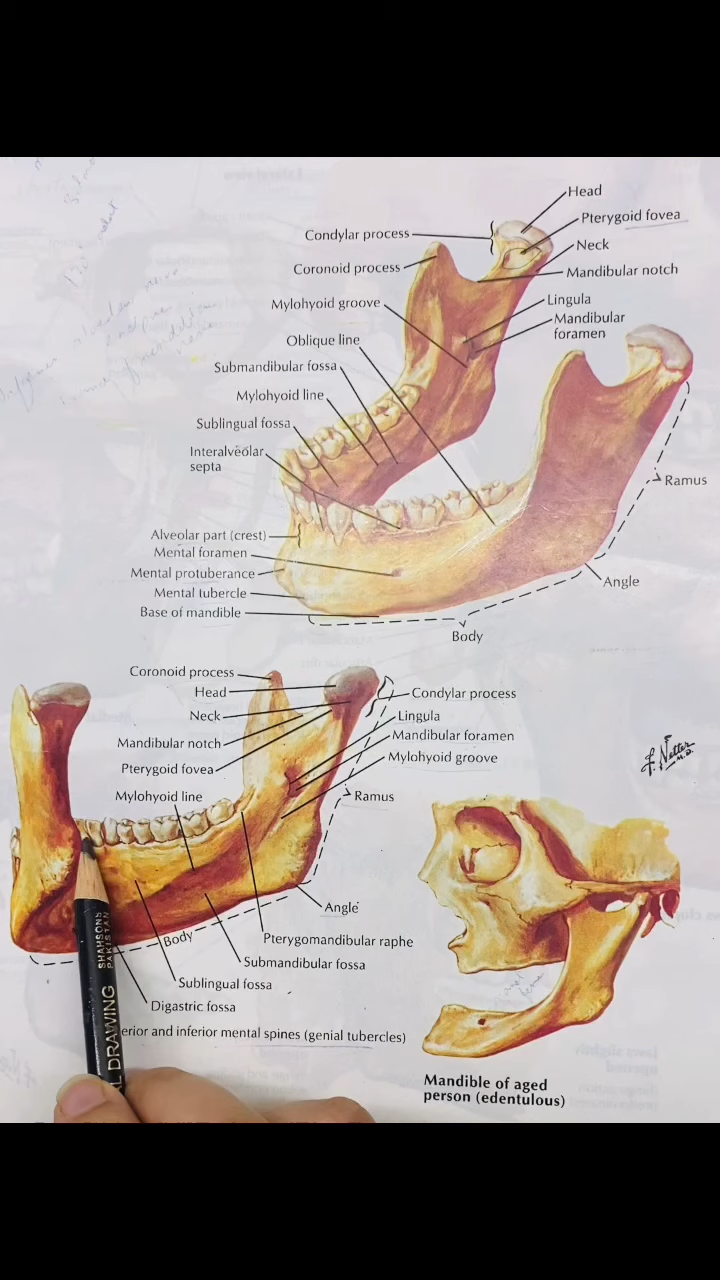 Head
Pterygoid fovea
Condylar process
Neck
Coronoid process
Mandibular notch
Mylohyoid groove
Lingula
Mandibular
foramen
Oblique line
Submandibular fossa
Mylohyoid line
Sublingual fossa
Interalveolar
septa
Ramus
Alveolar part (crest)
Mental foramen
Mental protuberance
Angle
Mental tubercle
Base of mandible
Body
Coronoid process
Head
Condylar process
Neck
Lingula
Mandibular foramen
Mandibular notch
Mylohyoid groove
Pterygoid fovea
Mylohyoid line
Ramus
F. Netter
M.D.
Angle
Body
Pterygomandibular raphe
Submandibular fossa
Sublingual fossa
Digastric fossa
erior and inferior mental spines (genial tubercles)
SHAHSONS
PAKISTAN
DRAWING
Mandible of aged
person (edentulous)